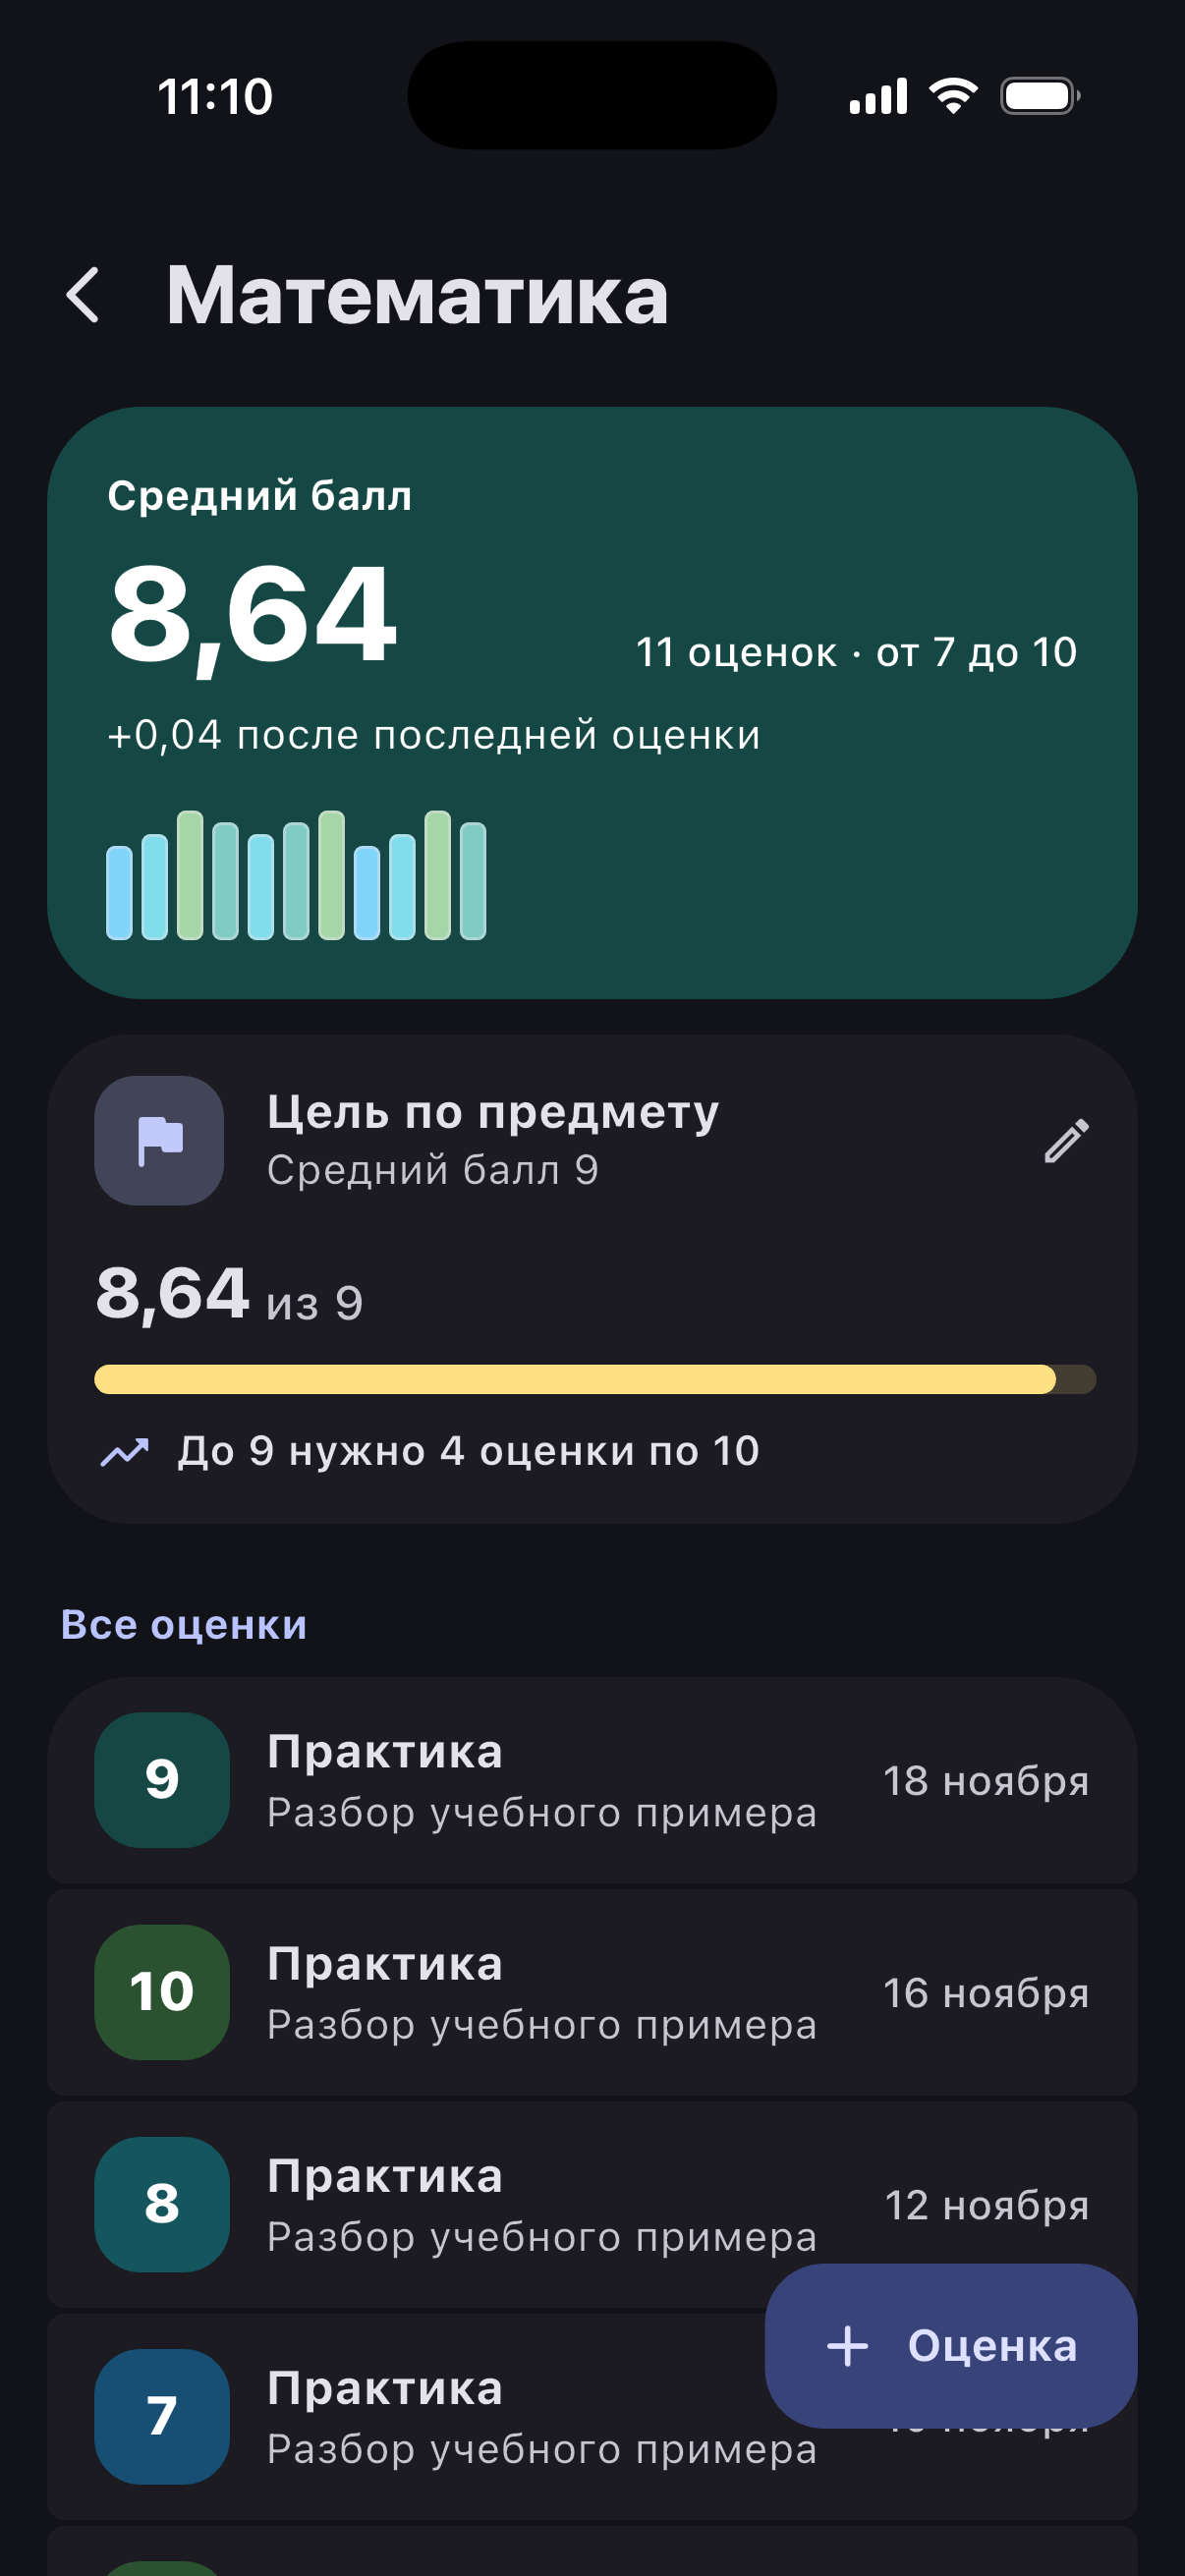 11:10
Математика
Средний балл
8,64
11 оценок · от 7 до 10
+0,04 после последней оценки
Цель по предмету
Средний балл 9
8,64 из 9
До 9 нужно 4 оценки по 10
Все оценки
9
Практика
Разбор учебного примера
18 ноября
10
Практика
Разбор учебного примера
16 ноября
8
Практика
Разбор учебного примера
12 ноября
7
Практика
Разбор учебного примера
Оценка